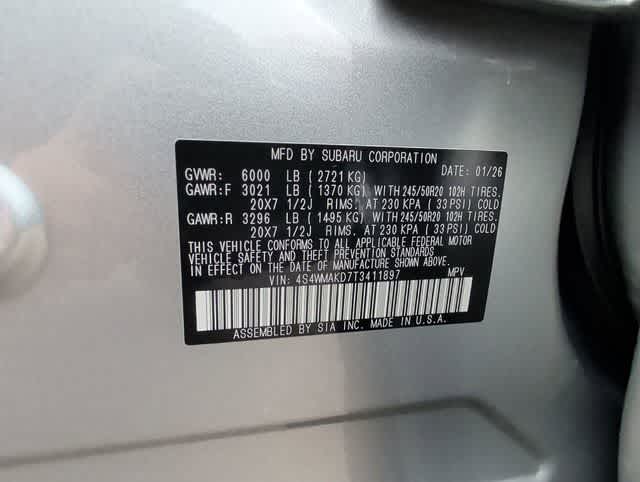 MFD BY SUBARU CORPORATION DATE: 01/26
GVWR: 6000 LB (2721 KG)
GAWR:F 3021 LB (1370 KG) WITH 245/50R20 102H TIRES.
20X7 1/2J RIMS. AT 230 KPA (33 PSI) COLD
GAWR:R 3296 LB (1495 KG) WITH 245/50R20 102H TIRES.
20X7 1/2J RIMS. AT 230 KPA (33 PSI) COLD
THIS VEHICLE CONFORMS TO ALL APPLICABLE FEDERAL MOTOR
VEHICLE SAFETY AND THEFT PREVENTION STANDARDS
IN EFFECT ON THE DATE OF MANUFACTURE SHOWN ABOVE.
VIN: 4S4WMAKD7T3411897 MPV
ASSEMBLED BY SIA INC. MADE IN U.S.A.